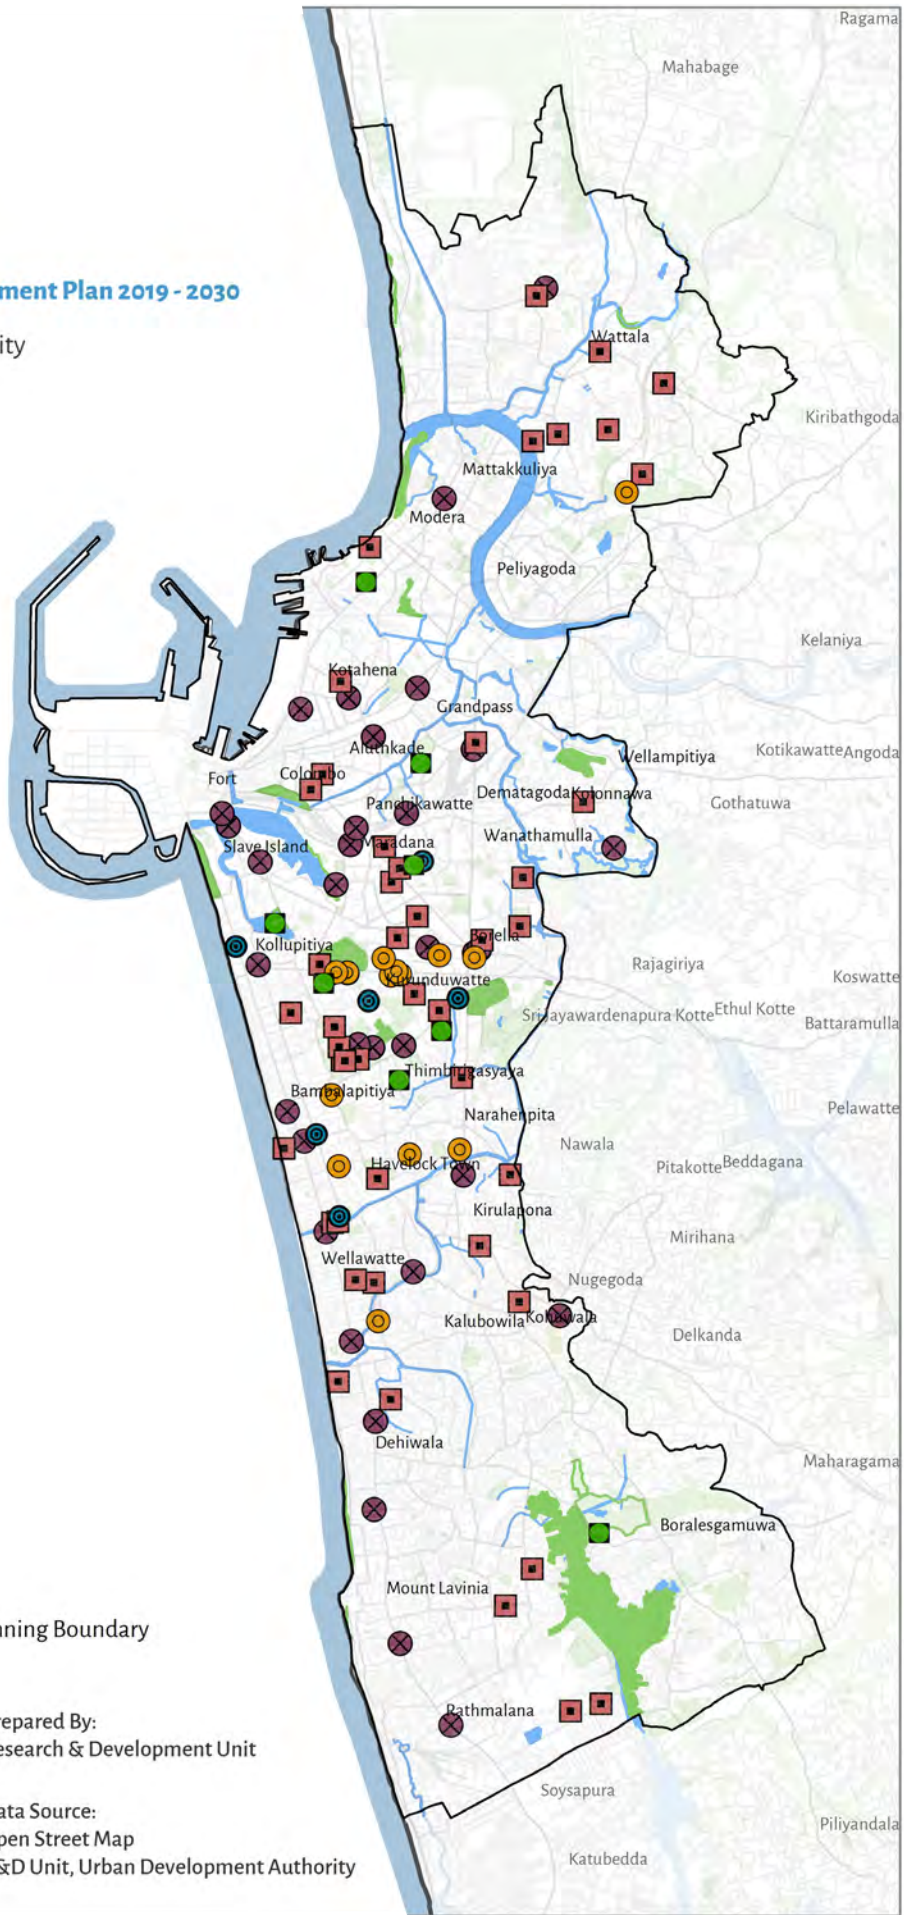 Ragama
Mahabage
ment Plan 2019 - 2030
ity
Wattala
Kiribathgoda
Mattakkuliya
Modera
Peliyagoda
Kelaniya
Kotahena
Grandpass
Aluthkade
Wellampitiya
Kotikawatte
Angoda
Fort
Colombo
Dematagoda
Kolonnawa
Panchikawatte
Gothatuwa
Maradana
Wanathamulla
Slave Island
Borella
Kollupitiya
Rajagiriya
Koswatte
Kurunduwatte
Srijayawardenapura Kotte
Ethul Kotte
Battaramulla
Thimbirigasyaya
Bambalapitiya
Narahenpita
Pelawatte
Nawala
Havelock Town
Pitakotte
Beddagana
Kirulapona
Mirihana
Wellawatte
Nugegoda
Kalubowila
Kohuwala
Delkanda
Dehiwala
Maharagama
Boralesgamuwa
Mount Lavinia
nning Boundary
Rathmalana
repared By:
esearch & Development Unit
Soysapura
ata Source:
Piliyandala
pen Street Map
Katubedda
&D Unit, Urban Development Authority